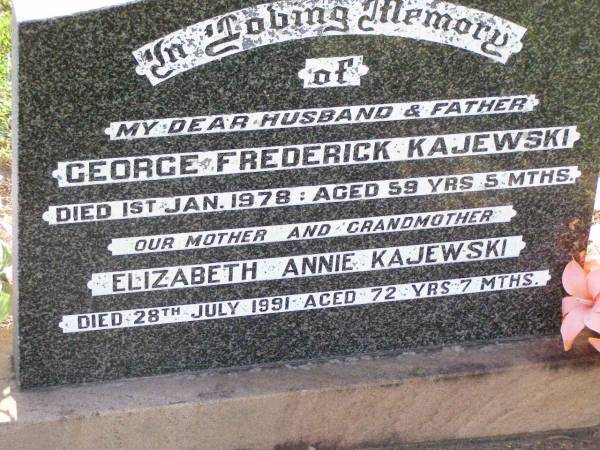 In Loving Memory
of
MY DEAR HUSBAND & FATHER
GEORGE FREDERICK KAJEWSKI
DIED 1ST JAN. 1978 : AGED 59 YRS 5 MTHS.
OUR MOTHER AND GRANDMOTHER
ELIZABETH ANNIE KAJEWSKI
DIED 28TH JULY 1991 AGED 72 YRS 7 MTHS.